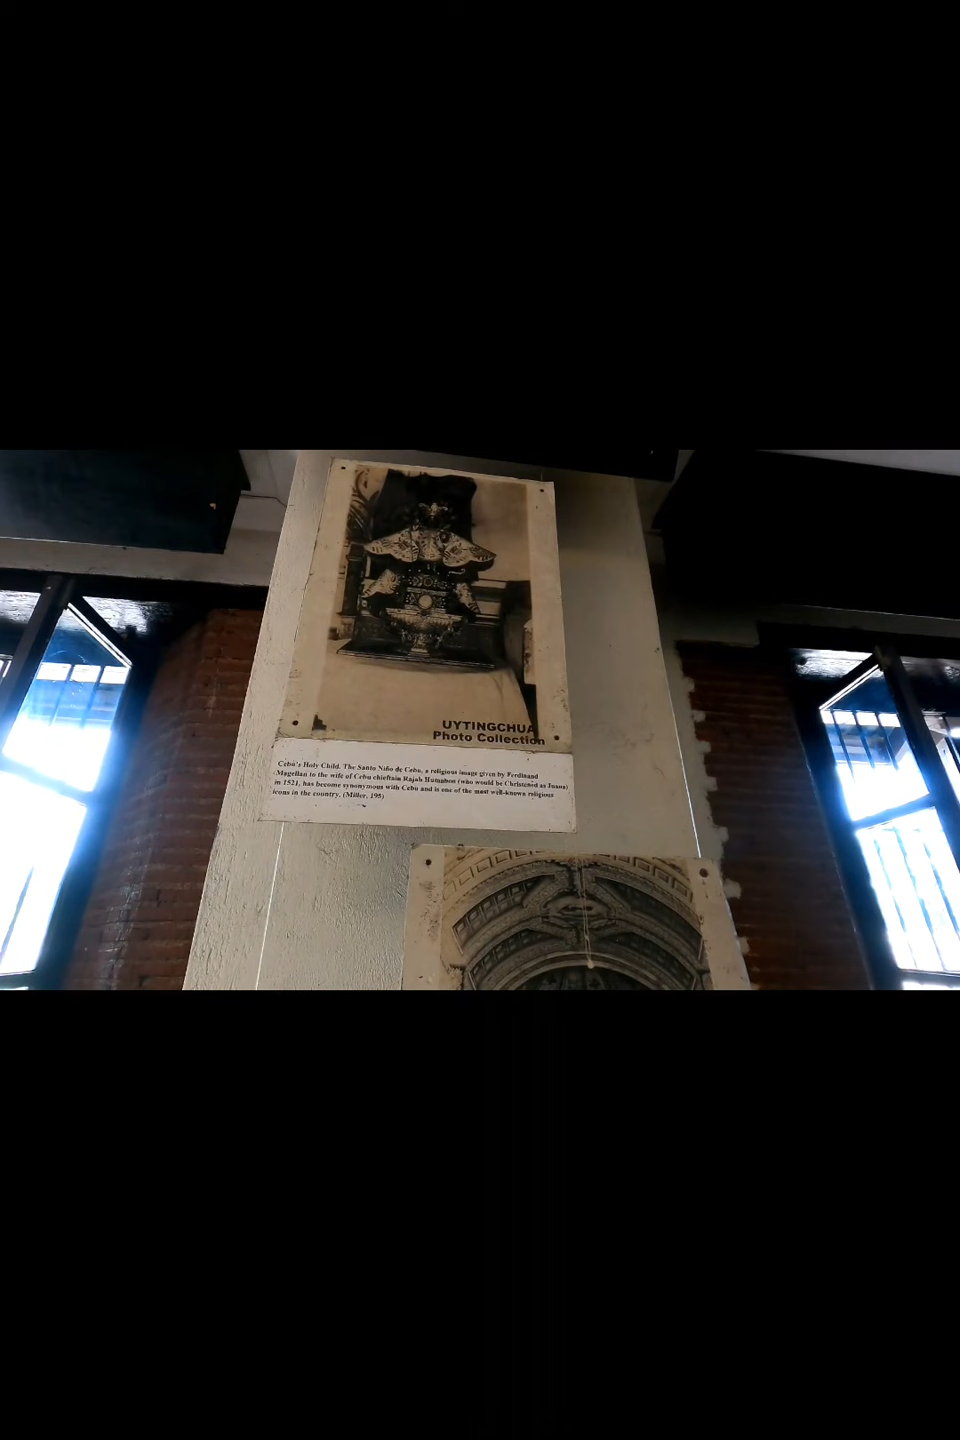 UYTINGCHUA
Photo Collection
Cebu's Holy Child. The Santo Niño de Cebu, a religious image given by Ferdinand
Magellan to the wife of Cebu chieftain Rajah Humabon (who would be Christened as Juana)
in 1521, has become synonymous with Cebu and is one of the most well-known religious
icons in the country. (Miller, 195)